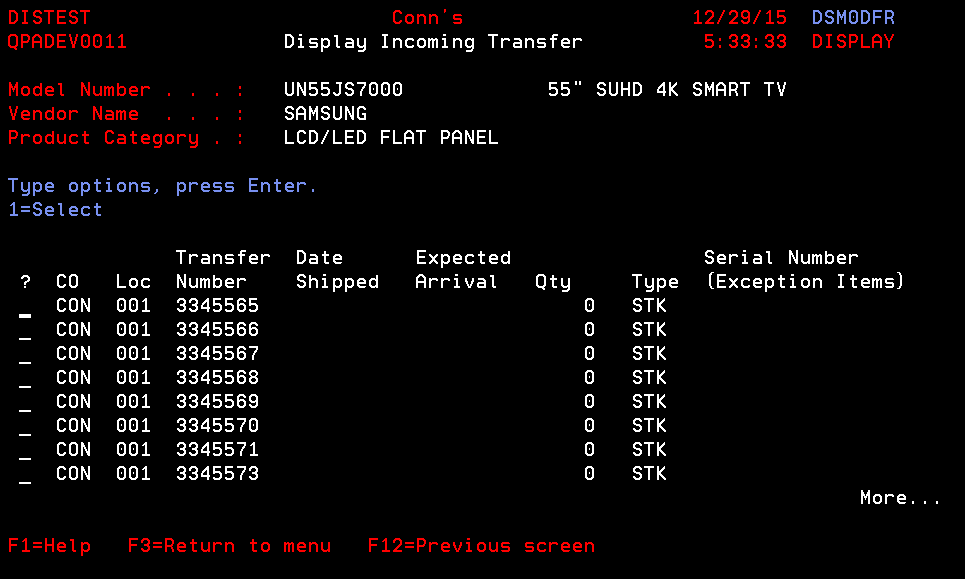 DISTEST Conn's 12/29/15 DSM0DFR
QPADEV0011 Display Incoming Transfer 5:33:33 DISPLAY
Model Number . . . : UN55JS7000 55" SUHD 4K SMART TV
Vendor Name . . . : SAMSUNG
Product Category . : LCD/LED FLAT PANEL
Type options, press Enter.
1=Select
Transfer Date Expected Serial Number
? CO Loc Number Shipped Arrival Qty Type (Exception Items)
_ CON 001 3345565 0 STK
_ CON 001 3345566 0 STK
_ CON 001 3345567 0 STK
_ CON 001 3345568 0 STK
_ CON 001 3345569 0 STK
_ CON 001 3345570 0 STK
_ CON 001 3345571 0 STK
_ CON 001 3345573 0 STK
More...
F1=Help F3=Return to menu F12=Previous screen